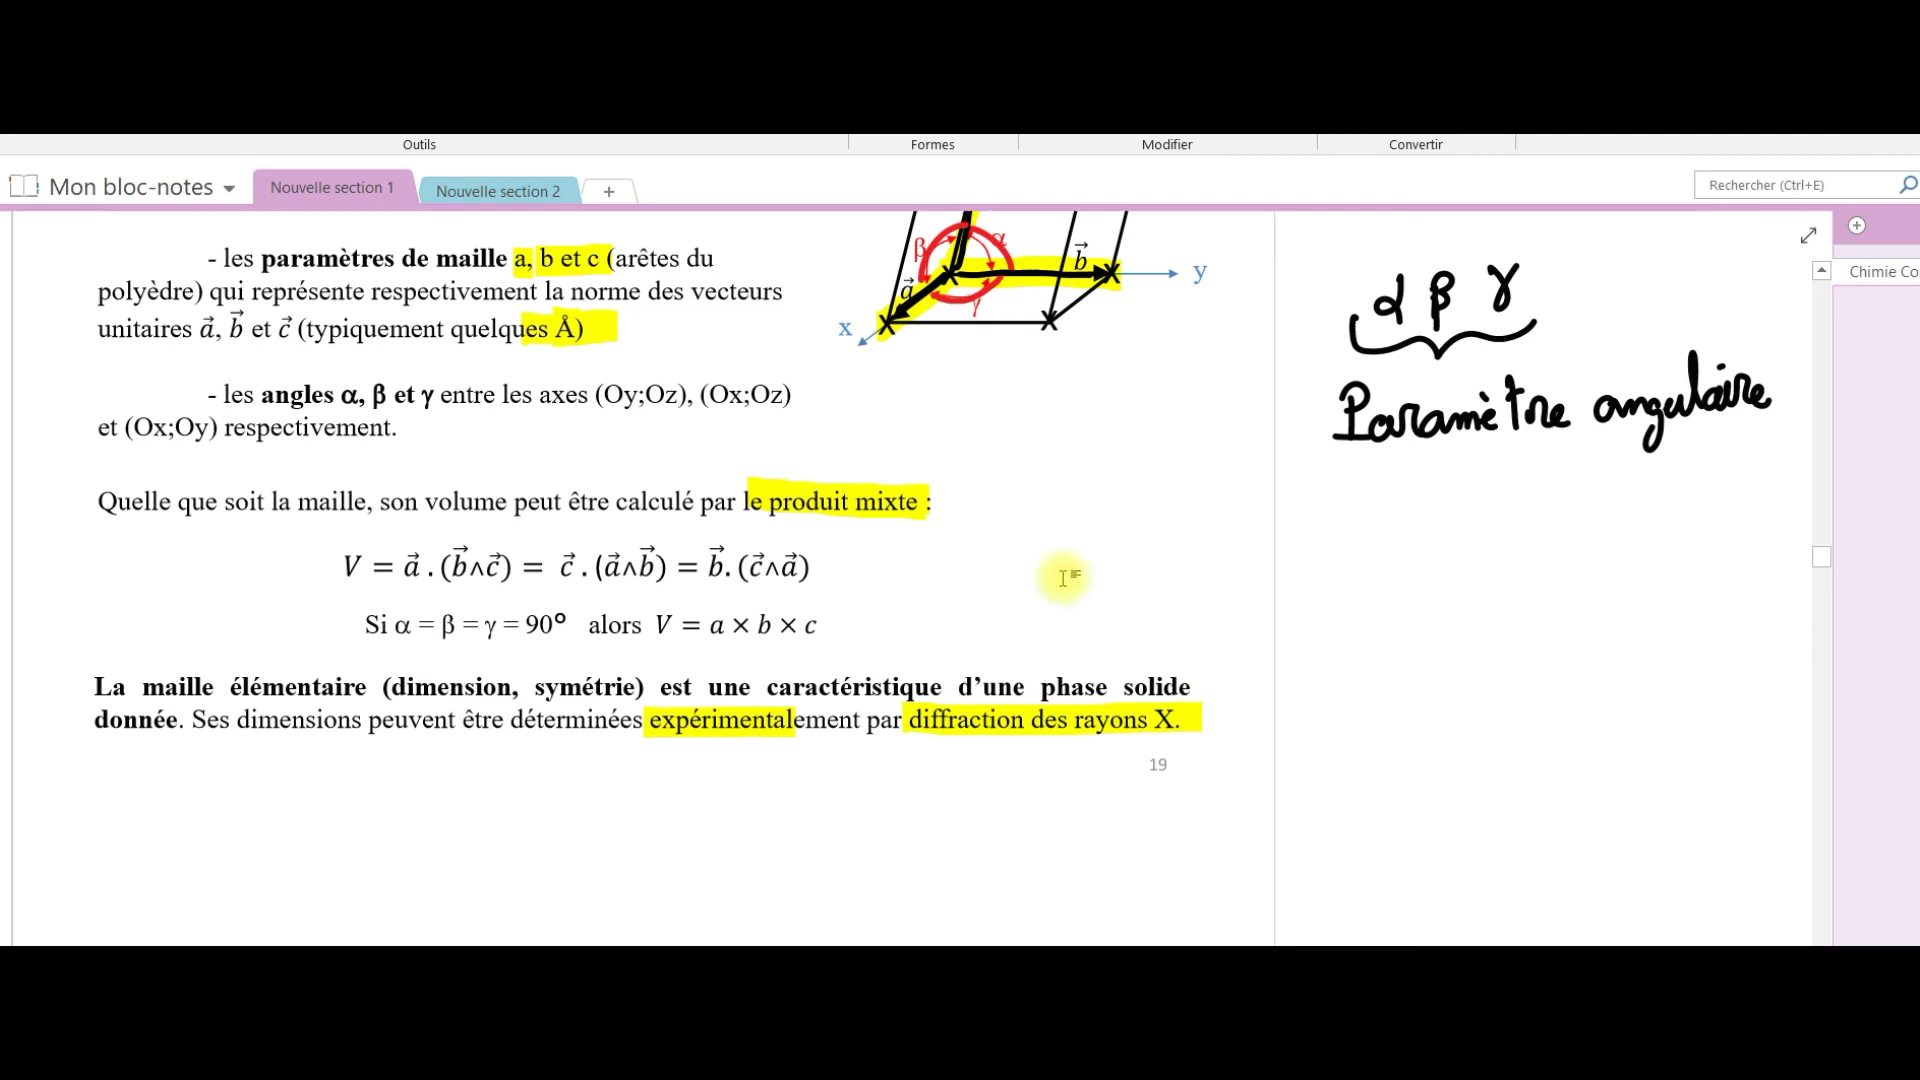 Outils Formes Modifier Convertir
Mon bloc-notes Nouvelle section 1 Nouvelle section 2 + Rechercher (Ctrl+E)
- les paramètres de maille a, b et c (arêtes du
polyèdre) qui représente respectivement la norme des vecteurs
unitaires a⃗, b⃗ et c⃗ (typiquement quelques Å)
β α b⃗ y
a⃗ γ
x
- les angles α, β et γ entre les axes (Oy;Oz), (Ox;Oz)
et (Ox;Oy) respectivement.
Quelle que soit la maille, son volume peut être calculé par le produit mixte :
V = a⃗ . (b⃗∧c⃗) = c⃗ . (a⃗∧b⃗) = b⃗. (c⃗∧a⃗)
Si α = β = γ = 90° alors V = a × b × c
La maille élémentaire (dimension, symétrie) est une caractéristique d’une phase solide
donnée. Ses dimensions peuvent être déterminées expérimentalement par diffraction des rayons X.
19
α β γ
Paramètre angulaire
Chimie Co